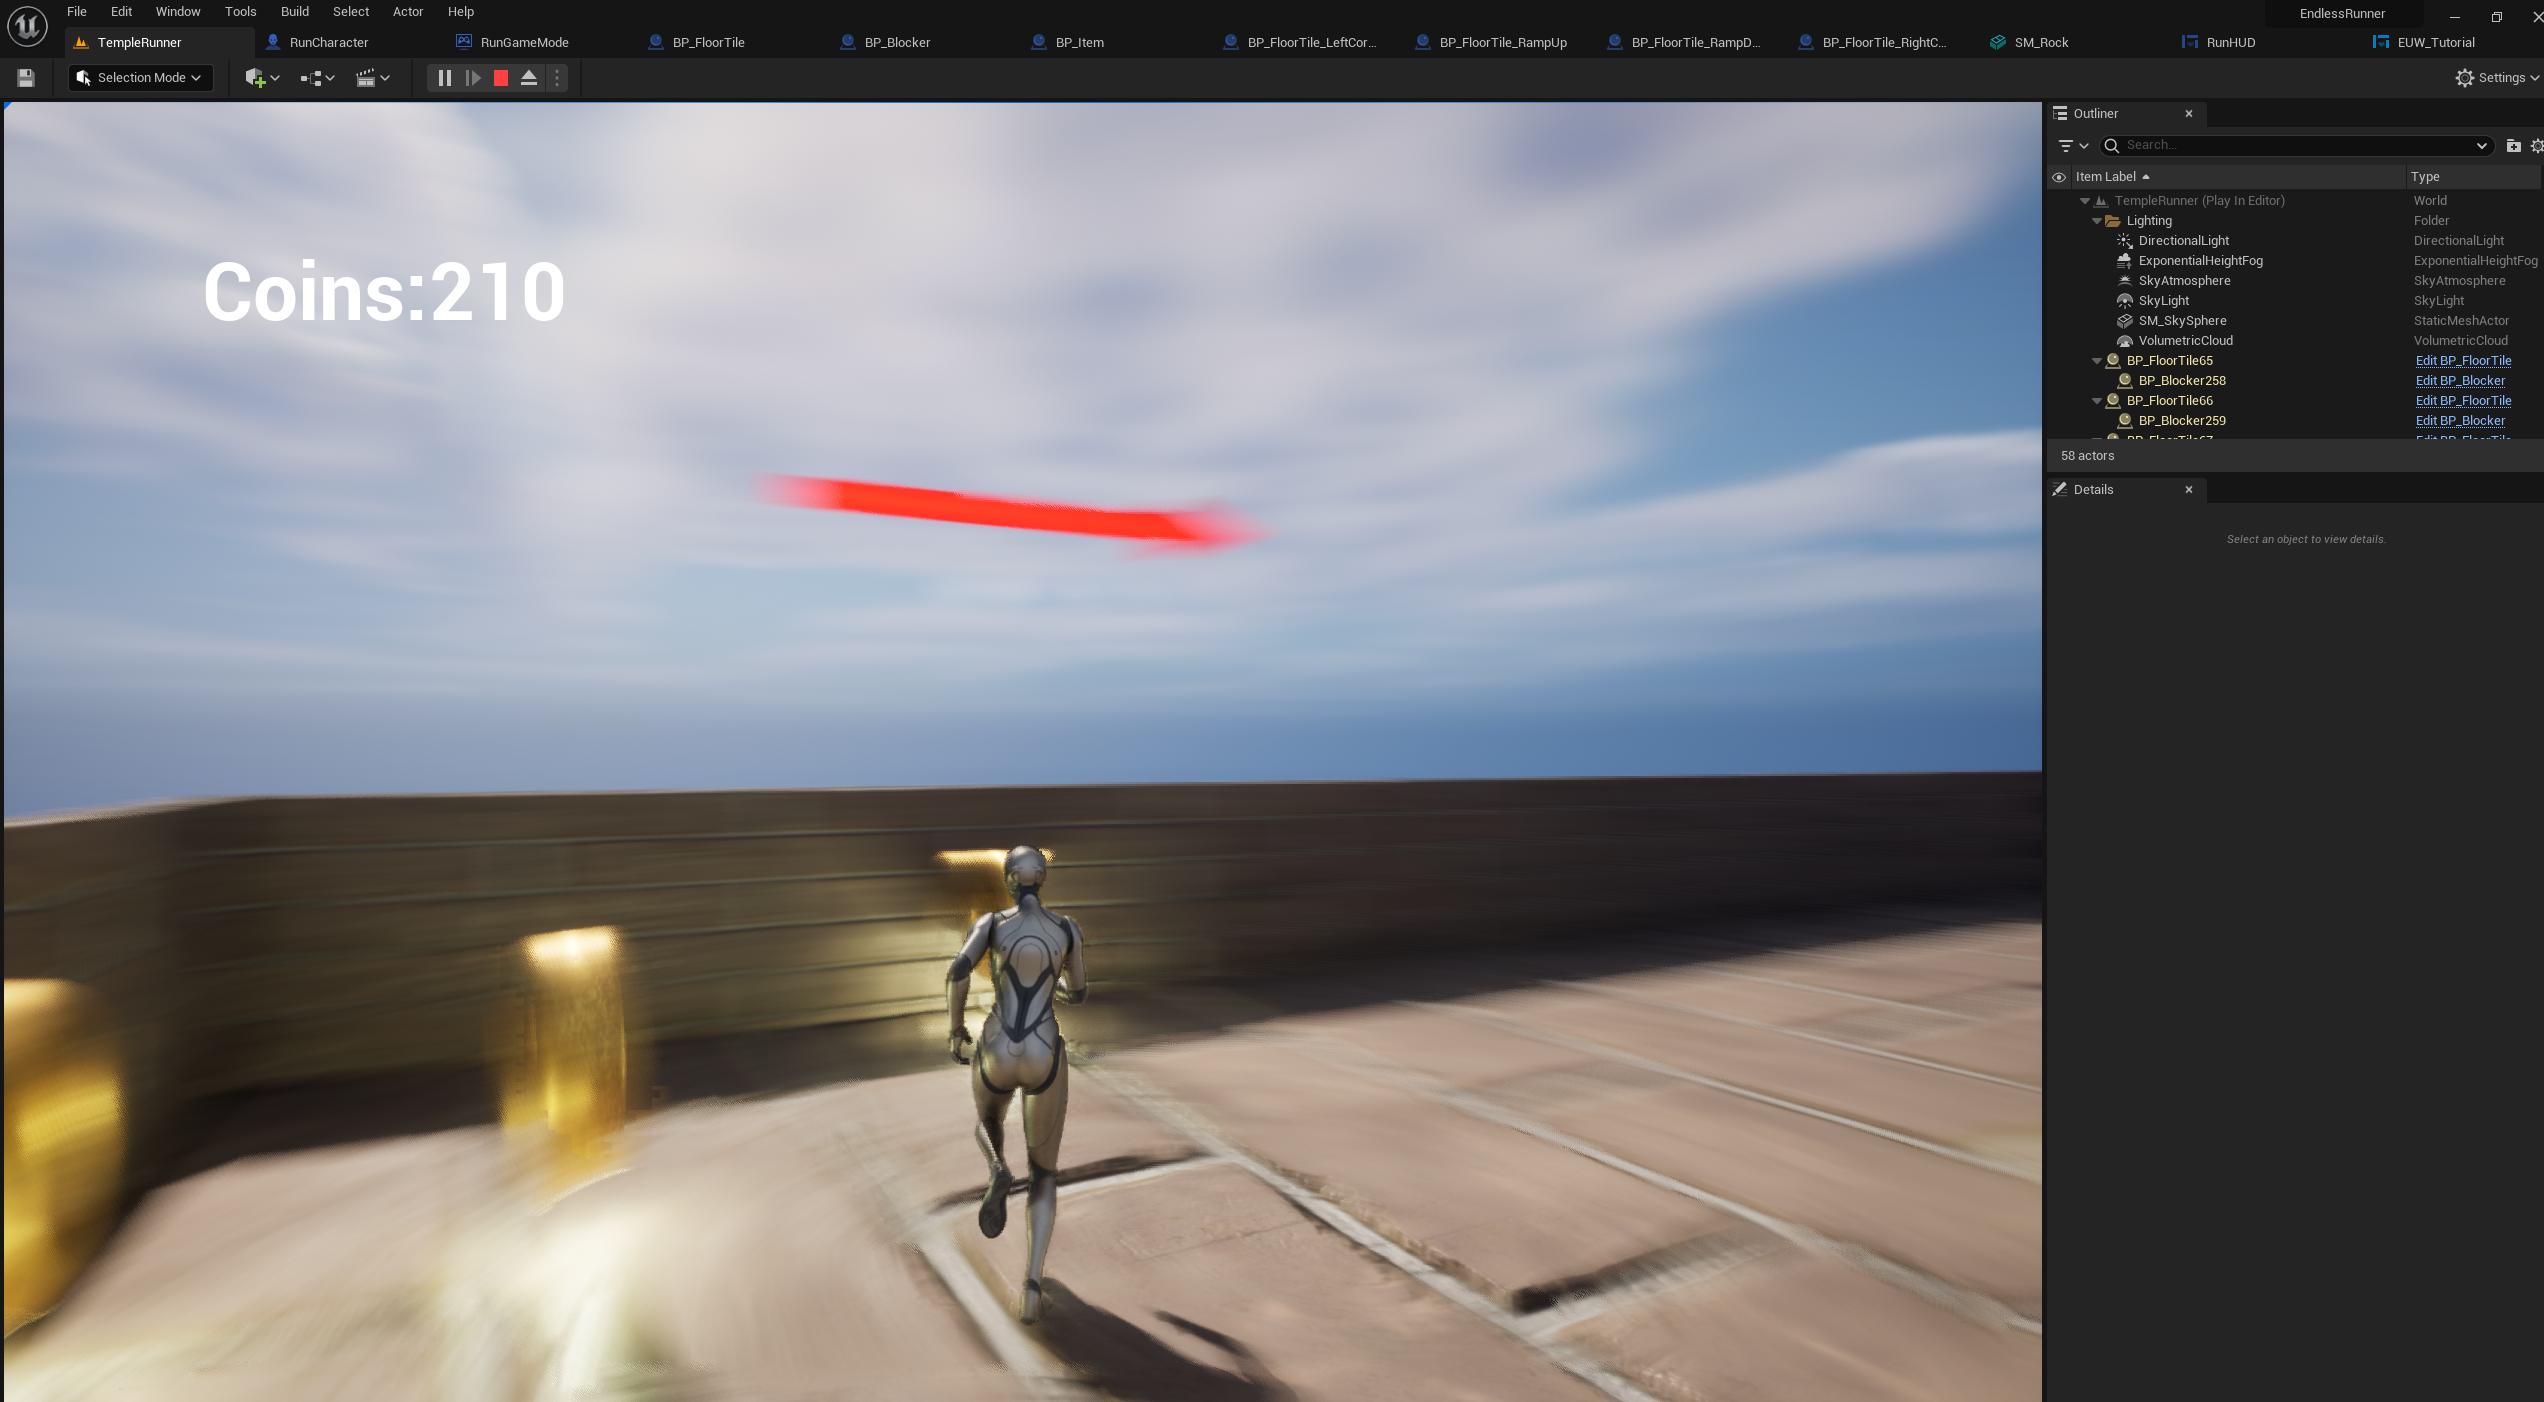 File Edit Window Tools Build Select Actor Help
EndlessRunner
TempleRunner RunCharacter RunGameMode BP_FloorTile BP_Blocker BP_Item BP_FloorTile_LeftCor... BP_FloorTile_RampUp BP_FloorTile_RampD... BP_FloorTile_RightC... SM_Rock RunHUD EUW_Tutorial
Selection Mode
Settings
Coins:210
Outliner
Search...
Item Label Type
TempleRunner (Play In Editor) World
Lighting Folder
DirectionalLight DirectionalLight
ExponentialHeightFog ExponentialHeightFog
SkyAtmosphere SkyAtmosphere
SkyLight SkyLight
SM_SkySphere StaticMeshActor
VolumetricCloud VolumetricCloud
BP_FloorTile65 Edit BP_FloorTile
BP_Blocker258 Edit BP_Blocker
BP_FloorTile66 Edit BP_FloorTile
BP_Blocker259 Edit BP_Blocker
58 actors
Details
Select an object to view details.